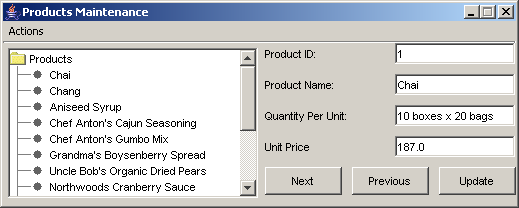 Products Maintenance
Actions
Products
Chai
Chang
Aniseed Syrup
Chef Anton's Cajun Seasoning
Chef Anton's Gumbo Mix
Grandma's Boysenberry Spread
Uncle Bob's Organic Dried Pears
Northwoods Cranberry Sauce
Product ID: 1
Product Name: Chai
Quantity Per Unit: 10 boxes x 20 bags
Unit Price 187.0
Next Previous Update